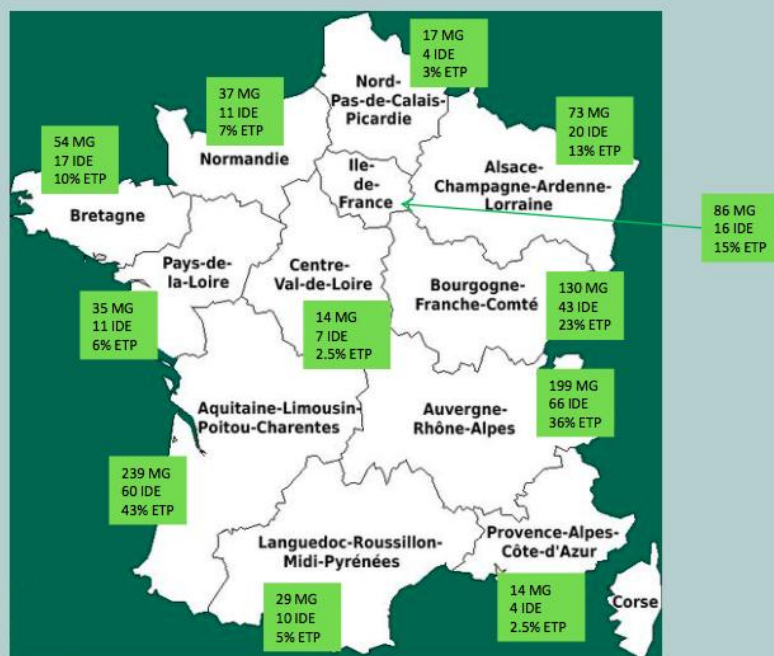 17 MG
4 IDE
3% ETP
Nord-
Pas-de-Calais-
Picardie
37 MG
11 IDE
7% ETP
Normandie
73 MG
20 IDE
13% ETP
Alsace-
Champagne-Ardenne-
Lorraine
54 MG
17 IDE
10% ETP
Bretagne
Ile-
de-
France
86 MG
16 IDE
15% ETP
Pays-de-
la-Loire
35 MG
11 IDE
6% ETP
Centre-
Val-de-Loire
14 MG
7 IDE
2.5% ETP
Bourgogne-
Franche-Comté
130 MG
43 IDE
23% ETP
Aquitaine-Limousin-
Poitou-Charentes
239 MG
60 IDE
43% ETP
Auvergne-
Rhône-Alpes
199 MG
66 IDE
36% ETP
Languedoc-Roussillon-
Midi-Pyrénées
29 MG
10 IDE
5% ETP
Provence-Alpes-
Côte-d'Azur
14 MG
4 IDE
2.5% ETP
Corse